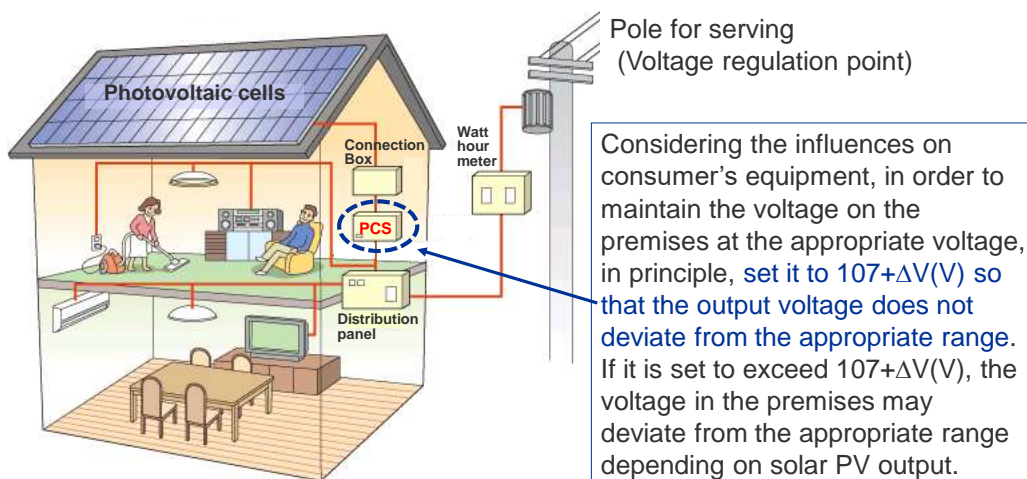 Pole for serving
(Voltage regulation point)
Photovoltaic cells
Connection
Box
Watt
hour
meter
PCS
Distribution
panel
Considering the influences on
consumer’s equipment, in order to
maintain the voltage on the
premises at the appropriate voltage,
in principle, set it to 107+ΔV(V) so
that the output voltage does not
deviate from the appropriate range.
If it is set to exceed 107+ΔV(V), the
voltage in the premises may
deviate from the appropriate range
depending on solar PV output.